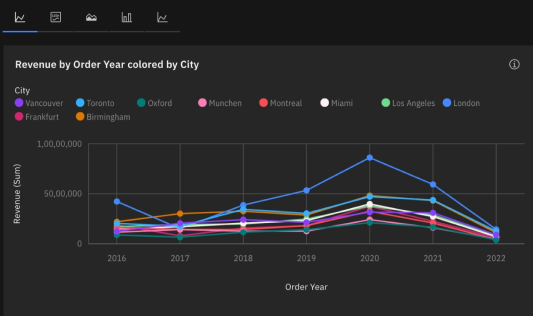 Revenue by Order Year colored by City
City
Vancouver Toronto Oxford Munchen Montreal Miami Los Angeles London
Frankfurt Birmingham
1,00,00,000
50,00,000
0
Revenue (Sum)
2016 2017 2018 2019 2020 2021 2022
Order Year